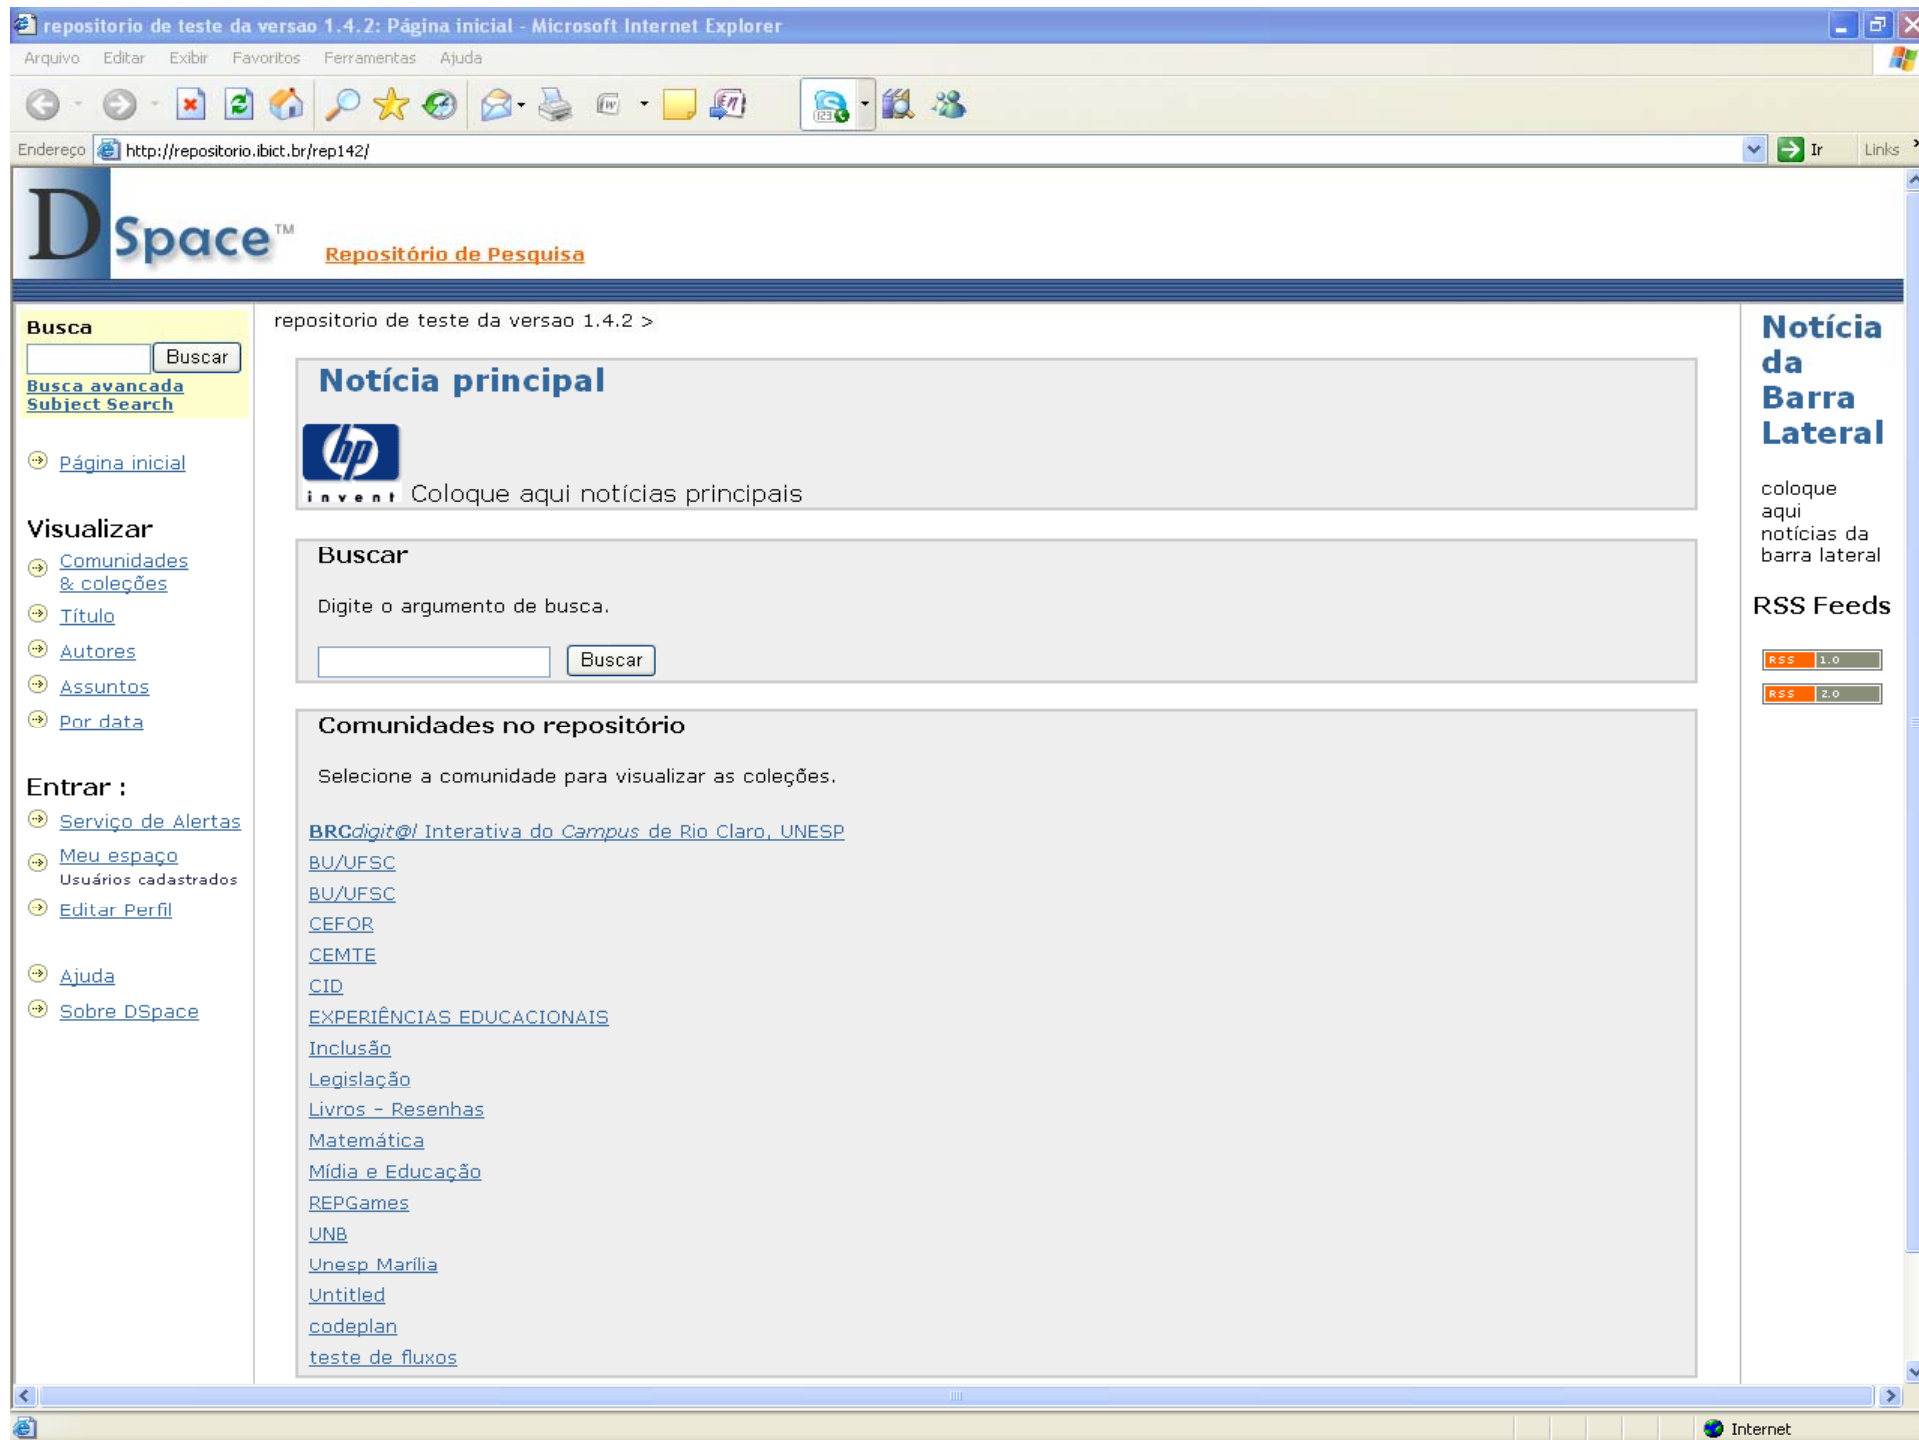 repositorio de teste da versao 1.4.2: Página inicial - Microsoft Internet Explorer
Arquivo Editar Exibir Favoritos Ferramentas Ajuda
Endereço http://repositorio.ibict.br/rep142/ Ir Links
DSpace™ Repositório de Pesquisa
Busca
Buscar
Busca avancada
Subject Search
Página inicial
Visualizar
Comunidades
& coleções
Título
Autores
Assuntos
Por data
Entrar :
Serviço de Alertas
Meu espaço
Usuários cadastrados
Editar Perfil
Ajuda
Sobre DSpace
repositorio de teste da versao 1.4.2 >
Notícia principal
hp
invent Coloque aqui notícias principais
Buscar
Digite o argumento de busca.
Buscar
Comunidades no repositório
Selecione a comunidade para visualizar as coleções.
BRCdigit@l Interativa do Campus de Rio Claro, UNESP
BU/UFSC
BU/UFSC
CEFOR
CEMTE
CID
EXPERIÊNCIAS EDUCACIONAIS
Inclusão
Legislação
Livros - Resenhas
Matemática
Mídia e Educação
REPGames
UNB
Unesp Marília
Untitled
codeplan
teste de fluxos
Notícia
da
Barra
Lateral
coloque
aqui
notícias da
barra lateral
RSS Feeds
RSS 1.0
RSS 2.0
Internet